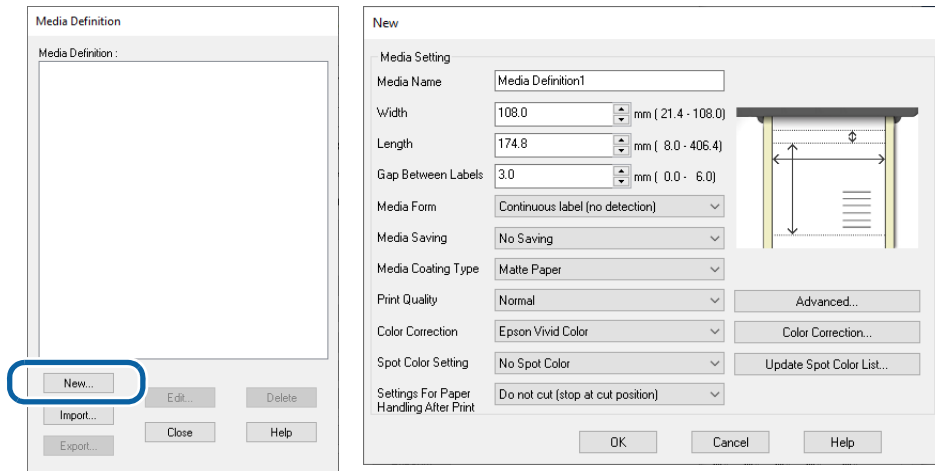 Media Definition
Media Definition :
New...
Edit...
Delete
Import...
Close
Help
Export...
New
Media Setting
Media Name
Media Definition1
Width
108.0
mm ( 21.4 - 108.0)
Length
174.8
mm ( 8.0 - 406.4)
Gap Between Labels
3.0
mm ( 0.0 - 6.0)
Media Form
Continuous label (no detection)
Media Saving
No Saving
Media Coating Type
Matte Paper
Print Quality
Normal
Advanced...
Color Correction
Epson Vivid Color
Color Correction...
Spot Color Setting
No Spot Color
Update Spot Color List...
Settings For Paper
Handling After Print
Do not cut (stop at cut position)
OK
Cancel
Help